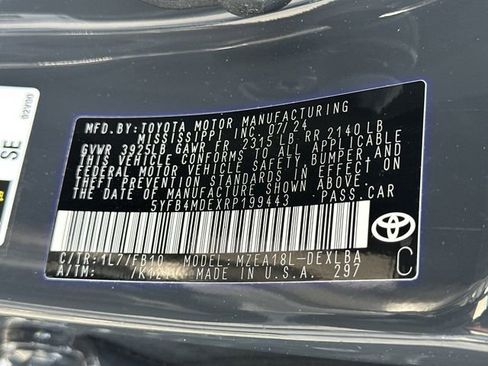 MFD.BY: TOYOTA MOTOR MANUFACTURING
MISSISSIPPI INC. 07/24
GVWR 3925LB GAWR FR 2315 LB RR 2140 LB
THIS VEHICLE CONFORMS TO ALL APPLICABLE
FEDERAL MOTOR VEHICLE SAFETY, BUMPER, AND
THEFT PREVENTION STANDARDS IN EFFECT ON
THE DATE OF MANUFACTURE SHOWN ABOVE.
5YFB4MDEXRP199443 PASS.CAR
C/TR: 1L7/FB10 MODEL: MZEA18L-DEXLBA
A/TM: MADE IN U.S.A. 297
C
SE